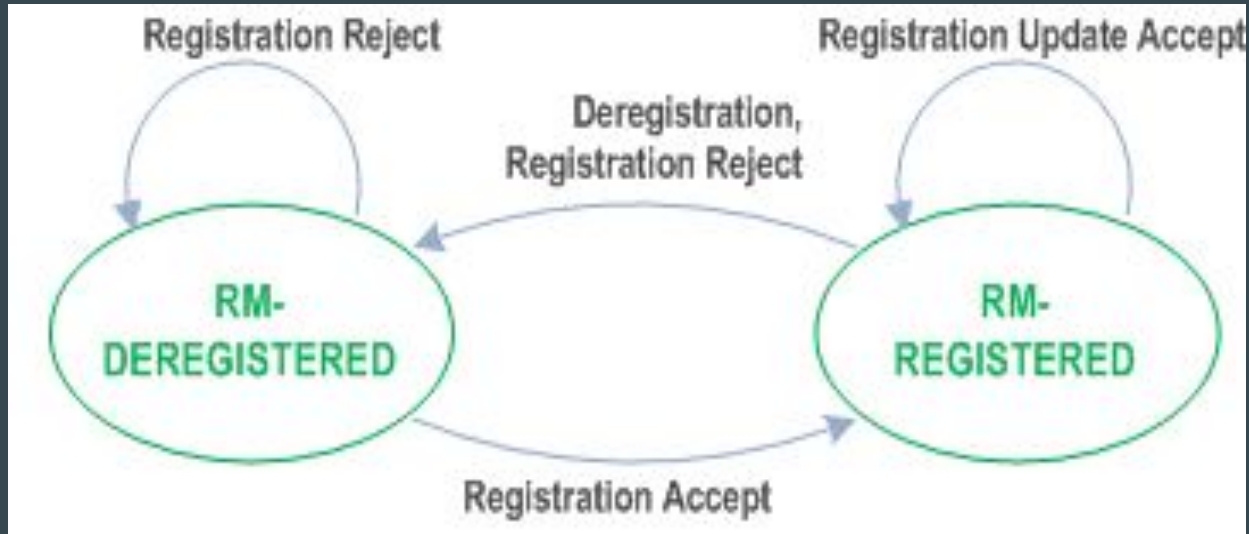 Registration Reject
Registration Update Accept
Deregistration,
Registration Reject
RM-
DEREGISTERED
RM-
REGISTERED
Registration Accept